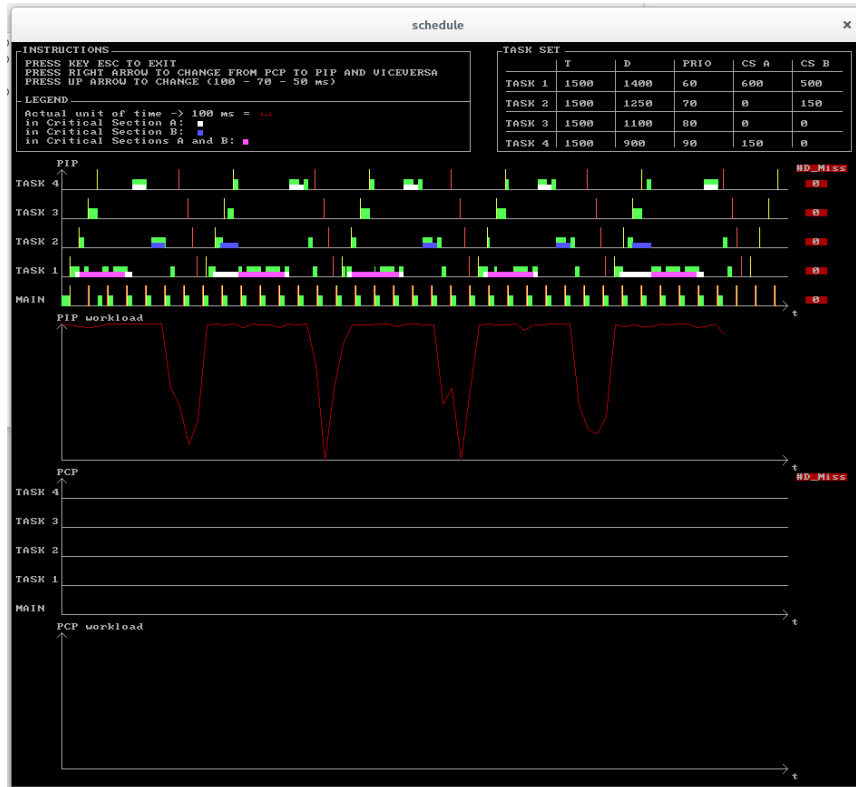 schedule
INSTRUCTIONS
PRESS KEY ESC TO EXIT
PRESS RIGHT ARROW TO CHANGE FROM PCP TO PIP AND VICEVERSA
PRESS UP ARROW TO CHANGE (100 - 70 - 50 ms)
LEGEND
Actual unit of time -> 100 ms =
in Critical Section A:
in Critical Section B:
in Critical Sections A and B:
TASK SET
T D PRIO CS A CS B
TASK 1 1500 1400 60 600 500
TASK 2 1500 1250 70 0 150
TASK 3 1500 1100 80 0 0
TASK 4 1500 900 90 150 0
PIP
#D_Miss
TASK 4 0
TASK 3 0
TASK 2 0
TASK 1 0
MAIN 0
t
PIP workload
t
PCP
#D_Miss
TASK 4
TASK 3
TASK 2
TASK 1
MAIN
t
PCP workload
t